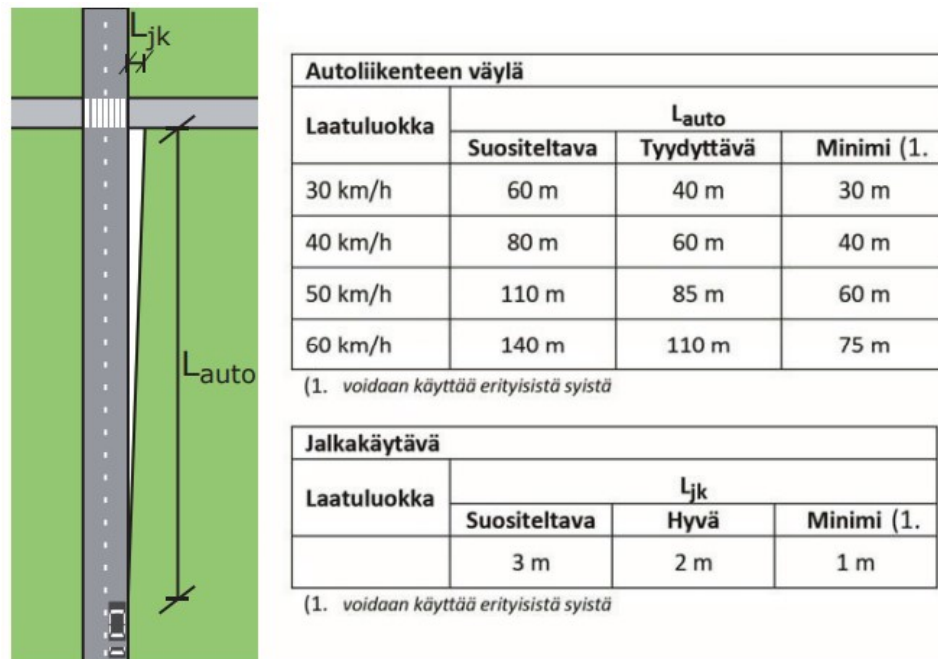 Ljk
Lauto
Autoliikenteen väylä
Laatuluokka
Lauto
Suositeltava Tyydyttävä Minimi (1.
30 km/h 60 m 40 m 30 m
40 km/h 80 m 60 m 40 m
50 km/h 110 m 85 m 60 m
60 km/h 140 m 110 m 75 m
(1. voidaan käyttää erityisistä syistä
Jalkakäytävä
Laatuluokka
Ljk
Suositeltava Hyvä Minimi (1.
3 m 2 m 1 m
(1. voidaan käyttää erityisistä syistä